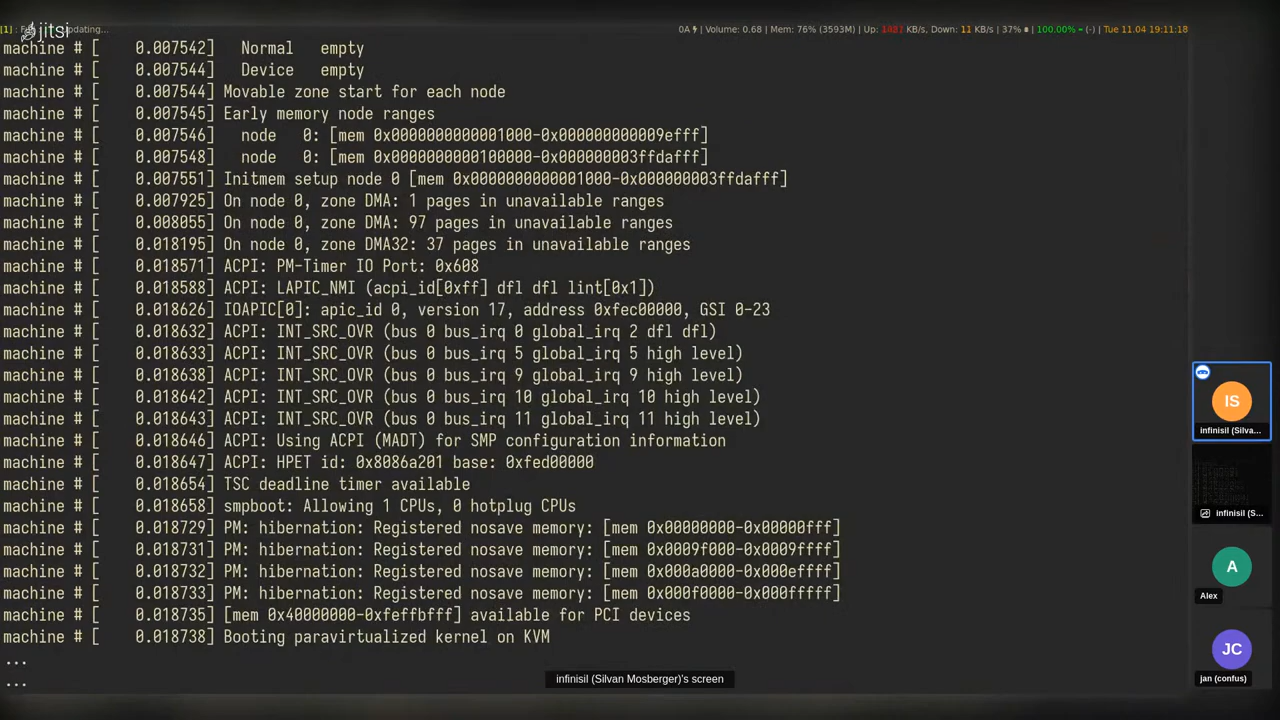 jitsi
[1] : F pdating...
0A | Volume: 0.68 | Mem: 76% (3593M) | Up: KB/s, Down: 11 KB/s | 37% | 100.00% = (-) | Tue 11.04 19:11:18
machine # [    0.007542]   Normal   empty
machine # [    0.007544]   Device   empty
machine # [    0.007544] Movable zone start for each node
machine # [    0.007545] Early memory node ranges
machine # [    0.007546]   node   0: [mem 0x0000000000001000-0x000000000009efff]
machine # [    0.007548]   node   0: [mem 0x0000000000100000-0x000000003ffdafff]
machine # [    0.007551] Initmem setup node 0 [mem 0x0000000000001000-0x000000003ffdafff]
machine # [    0.007925] On node 0, zone DMA: 1 pages in unavailable ranges
machine # [    0.008055] On node 0, zone DMA: 97 pages in unavailable ranges
machine # [    0.018195] On node 0, zone DMA32: 37 pages in unavailable ranges
machine # [    0.018571] ACPI: PM-Timer IO Port: 0x608
machine # [    0.018588] ACPI: LAPIC_NMI (acpi_id[0xff] dfl dfl lint[0x1])
machine # [    0.018626] IOAPIC[0]: apic_id 0, version 17, address 0xfec00000, GSI 0-23
machine # [    0.018632] ACPI: INT_SRC_OVR (bus 0 bus_irq 0 global_irq 2 dfl dfl)
machine # [    0.018633] ACPI: INT_SRC_OVR (bus 0 bus_irq 5 global_irq 5 high level)
machine # [    0.018638] ACPI: INT_SRC_OVR (bus 0 bus_irq 9 global_irq 9 high level)
machine # [    0.018642] ACPI: INT_SRC_OVR (bus 0 bus_irq 10 global_irq 10 high level)
machine # [    0.018643] ACPI: INT_SRC_OVR (bus 0 bus_irq 11 global_irq 11 high level)
machine # [    0.018646] ACPI: Using ACPI (MADT) for SMP configuration information
machine # [    0.018647] ACPI: HPET id: 0x8086a201 base: 0xfed00000
machine # [    0.018654] TSC deadline timer available
machine # [    0.018658] smpboot: Allowing 1 CPUs, 0 hotplug CPUs
machine # [    0.018729] PM: hibernation: Registered nosave memory: [mem 0x00000000-0x00000fff]
machine # [    0.018731] PM: hibernation: Registered nosave memory: [mem 0x0009f000-0x0009ffff]
machine # [    0.018732] PM: hibernation: Registered nosave memory: [mem 0x000a0000-0x000effff]
machine # [    0.018733] PM: hibernation: Registered nosave memory: [mem 0x000f0000-0x000fffff]
machine # [    0.018735] [mem 0x40000000-0xfeffbfff] available for PCI devices
machine # [    0.018738] Booting paravirtualized kernel on KVM
...
...
infinisil (Silvan Mosberger)'s screen
IS
infinisil (Silva...
infinisil (S...
A
Alex
JC
jan (confus)